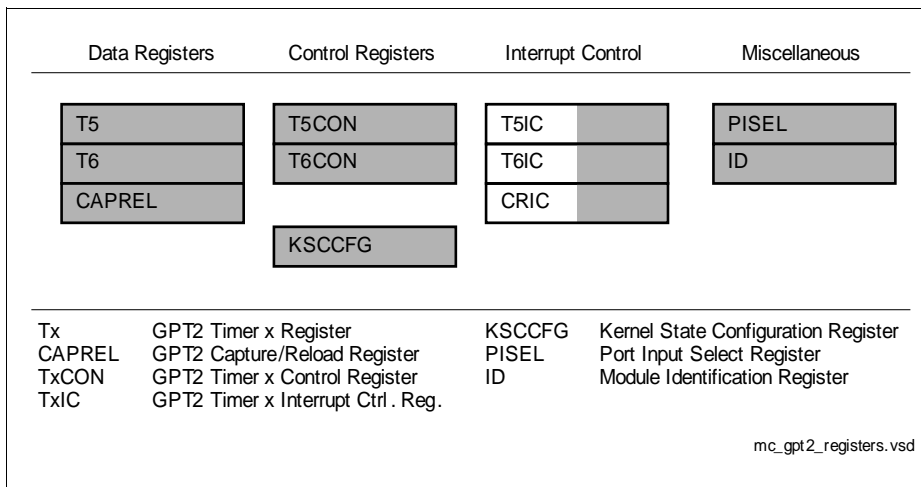 Data Registers Control Registers Interrupt Control Miscellaneous
T5 T5CON T5IC PISEL
T6 T6CON T6IC ID
CAPREL CRIC
KSCCFG
Tx GPT2 Timer x Register KSCCFG Kernel State Configuration Register
CAPREL GPT2 Capture/Reload Register PISEL Port Input Select Register
TxCON GPT2 Timer x Control Register ID Module Identification Register
TxIC GPT2 Timer x Interrupt Ctrl. Reg.
mc_gpt2_registers.vsd